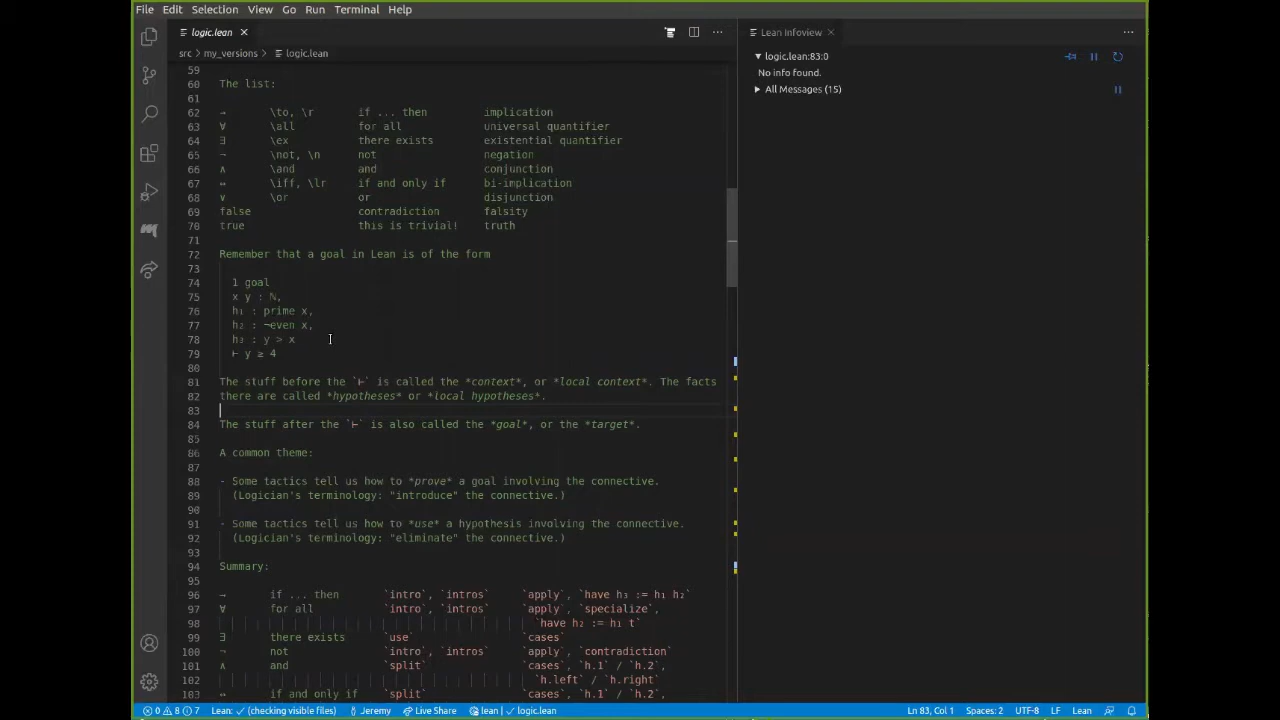 File Edit Selection View Go Run Terminal Help
logic.lean
Lean Infoview
src > my_versions > logic.lean
logic.lean:83:0
No info found.
All Messages (15)
59
60 The list:
61
62 → \to, \r if ... then implication
63 ∀ \all for all universal quantifier
64 ∃ \ex there exists existential quantifier
65 ¬ \not, \n not negation
66 ∧ \and and conjunction
67 ↔ \iff, \lr if and only if bi-implication
68 ∨ \or or disjunction
69 false contradiction falsity
70 true this is trivial! truth
71
72 Remember that a goal in Lean is of the form
73
74 1 goal
75 x y : ℕ,
76 h₁ : prime x,
77 h₂ : ¬even x,
78 h₃ : y > x
79 ⊢ y ≥ 4
80
81 The stuff before the `⊢` is called the *context*, or *local context*. The facts
82 there are called *hypotheses* or *local hypotheses*.
83
84 The stuff after the `⊢` is also called the *goal*, or the *target*.
85
86 A common theme:
87
88 - Some tactics tell us how to *prove* a goal involving the connective.
89 (Logician's terminology: "introduce" the connective.)
90
91 - Some tactics tell us how to *use* a hypothesis involving the connective.
92 (Logician's terminology: "eliminate" the connective.)
93
94 Summary:
95
96 → if ... then `intro`, `intros` `apply`, `have h₃ := h₁ h₂`
97 ∀ for all `intro`, `intros` `apply`, `specialize`,
98 `have h₂ := h₁ t`
99 ∃ there exists `use` `cases`
100 ¬ not `intro`, `intros` `apply`, `contradiction`
101 ∧ and `split` `cases`, `h.1` / `h.2`,
102 `h.left` / `h.right`
103 ↔ if and only if `split` `cases`, `h.1` / `h.2`,
0 8 7 Lean: ✓ (checking visible files) Jeremy Live Share lean | ✓ logic.lean Ln 83, Col 1 Spaces: 2 UTF-8 LF Lean